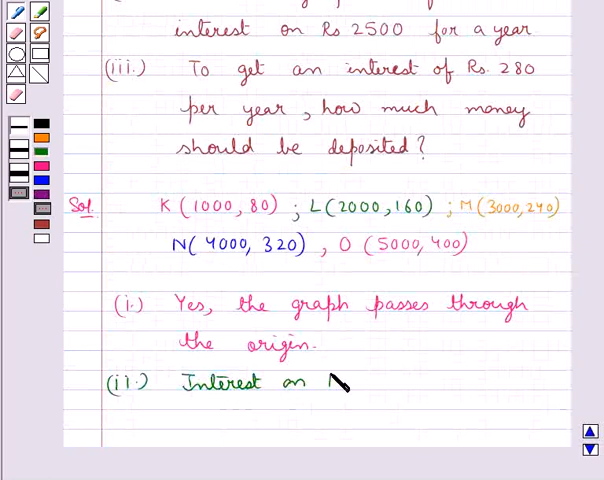 interest on Rs 2500 for a year
(iii.) To get an interest of Rs. 280
per year, how much money
should be deposited?
Sol. K (1000, 80) ; L(2000, 160) ; M(3000, 240)
N( 4000, 320) , O (5000, 400)
(i.) Yes, the graph passes through
the origin.
(ii.) Interest on